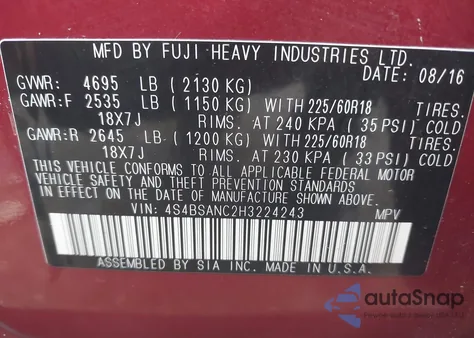 MFD BY FUJI HEAVY INDUSTRIES LTD.
DATE: 08/16
GVWR: 4695 LB (2130 KG)
GAWR:F 2535 LB (1150 KG) WITH 225/60R18 TIRES.
18X7J RIMS. AT 240 KPA (35 PSI) COLD
GAWR:R 2645 LB (1200 KG) WITH 225/60R18 TIRES.
18X7J RIMS. AT 230 KPA (33 PSI) COLD
THIS VEHICLE CONFORMS TO ALL APPLICABLE FEDERAL MOTOR
VEHICLE SAFETY AND THEFT PREVENTION STANDARDS
IN EFFECT ON THE DATE OF MANUFACTURE SHOWN ABOVE.
VIN: 4S4BSANC2H3224243 MPV
ASSEMBLED BY SIA INC. MADE IN U.S.A.
autoSnap